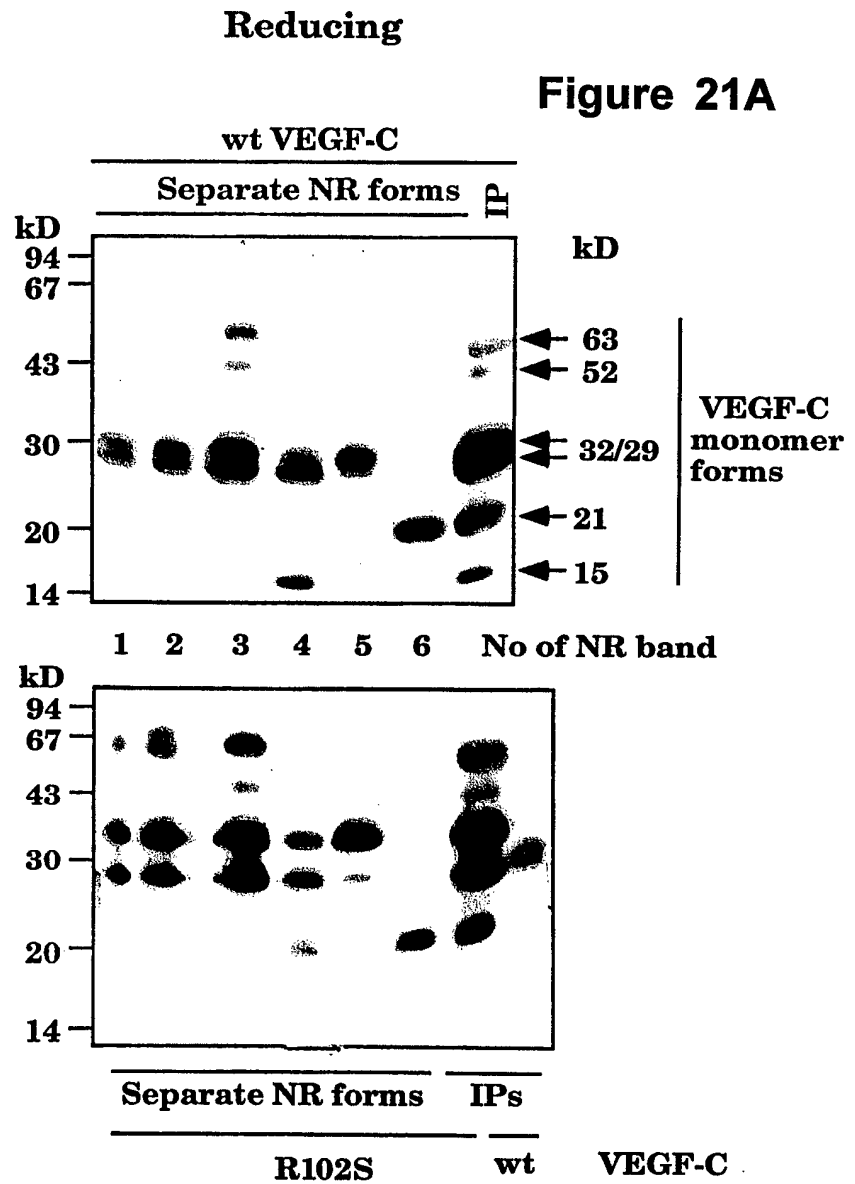 Reducing
Figure 21A
wt VEGF-C
Separate NR forms IP
kD
kD
94
67
43
30
20
14
63
52
32/29
21
15
VEGF-C
monomer
forms
1 2 3 4 5 6 No of NR band
kD
94
67
43
30
20
14
Separate NR forms IPs
R102S wt VEGF-C